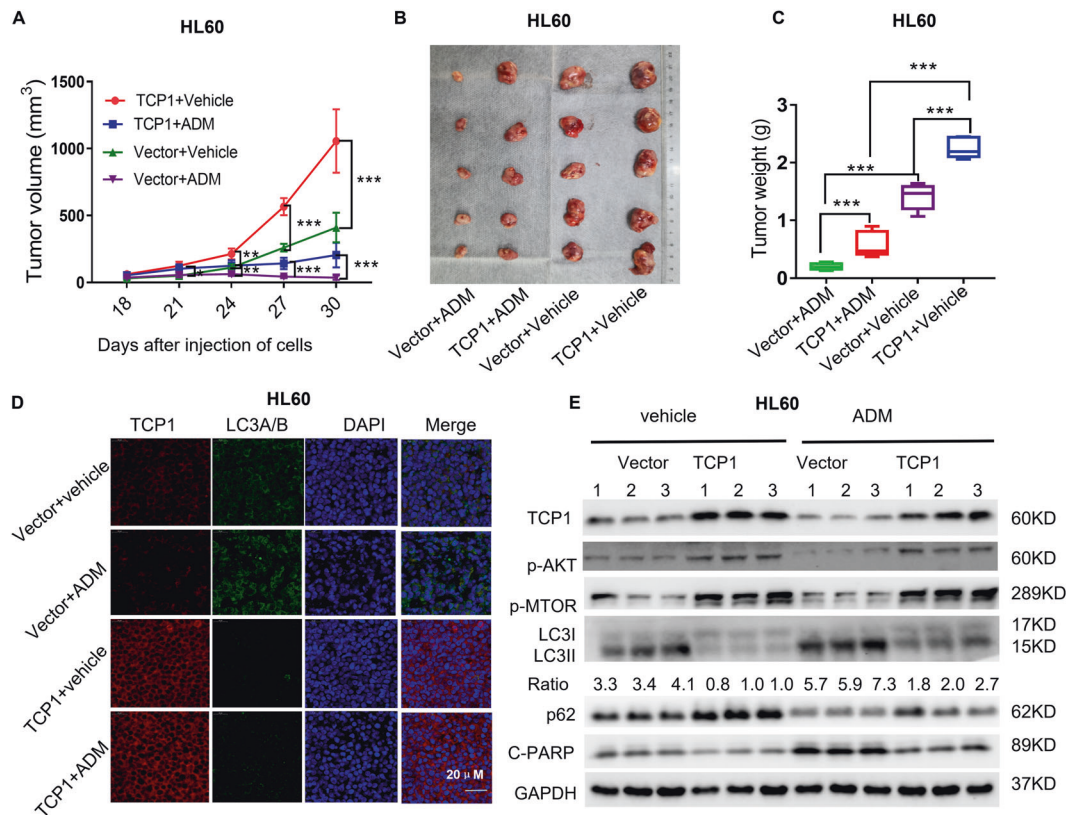 A
HL60
Tumor volume (mm³)
1500
1000
500
0
TCP1+Vehicle
TCP1+ADM
Vector+Vehicle
Vector+ADM
***
***
**
*
**
***
***
18 21 24 27 30
Days after injection of cells
B
HL60
Vector+ADM TCP1+ADM Vector+Vehicle TCP1+Vehicle
C
HL60
Tumor weight (g)
3
2
1
0
***
***
***
***
Vector+ADM TCP1+ADM Vector+Vehicle TCP1+Vehicle
D
HL60
TCP1 LC3A/B DAPI Merge
Vector+vehicle
Vector+ADM
TCP1+vehicle
TCP1+ADM
20 μM
E
HL60
vehicle ADM
Vector TCP1 Vector TCP1
1 2 3 1 2 3 1 2 3 1 2 3
TCP1 60KD
p-AKT 60KD
p-MTOR 289KD
LC3I 17KD
LC3II 15KD
Ratio 3.3 3.4 4.1 0.8 1.0 1.0 5.7 5.9 7.3 1.8 2.0 2.7
p62 62KD
C-PARP 89KD
GAPDH 37KD